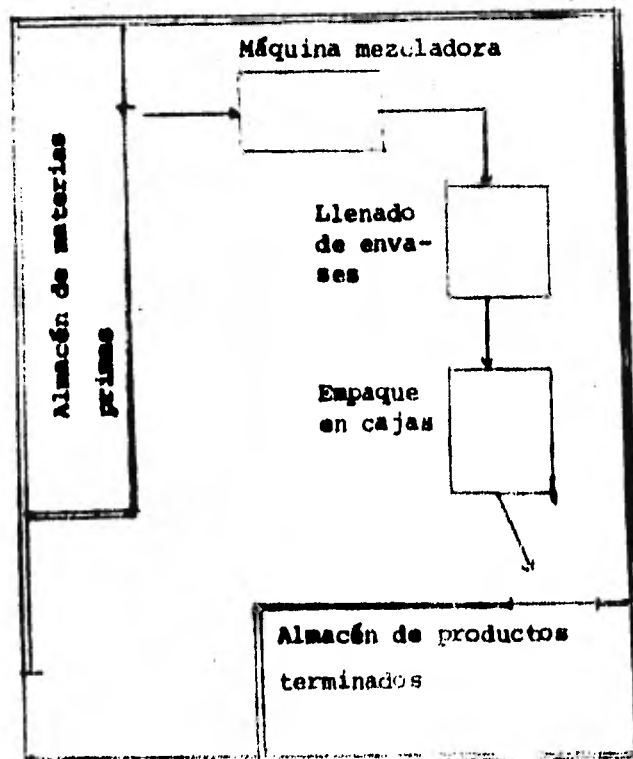 Máquina mezcladora
Almacén de materias
primas
Llenado
de enva-
ses
Empaque
en cajas
Almacén de productos
terminados